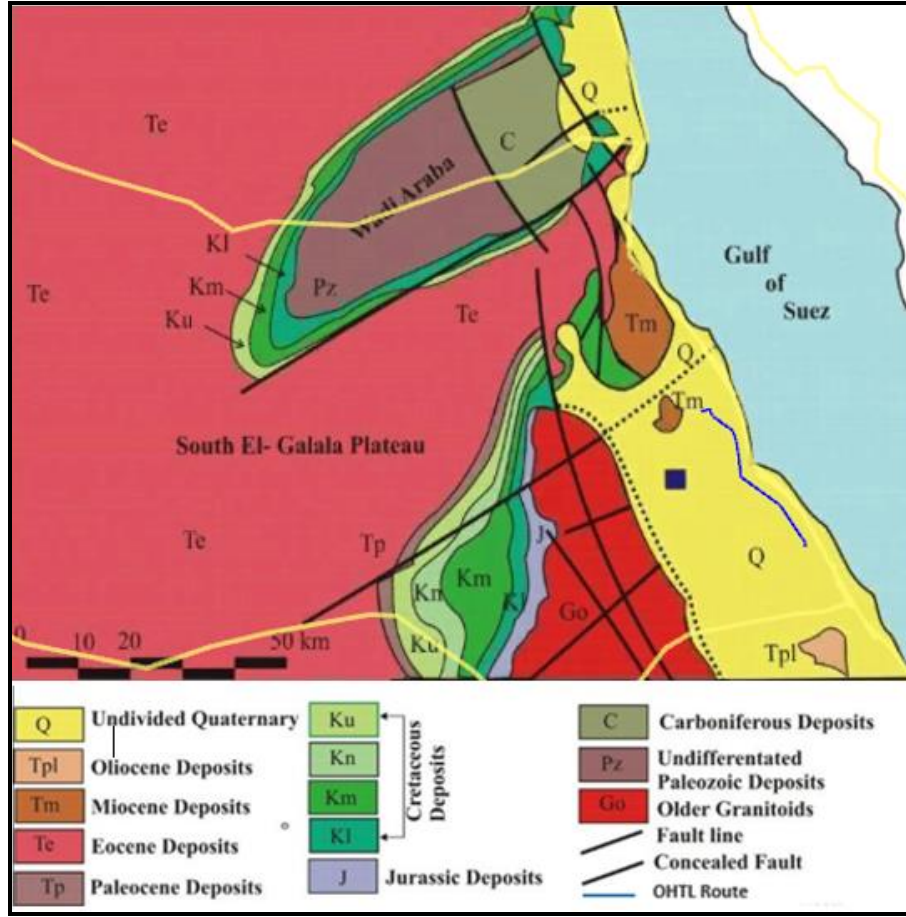 Te
Q
C
Wadi Araba
Kl
Gulf
of
Suez
Te
Km
Pz
Te
Ku
Tm
Q
Tm
South El- Galala Plateau
Te
Tp
J
Q
Kn
Km
Kl
Go
0 10 20 50 km
Ku
Tpl
Q Undivided Quaternary
Tpl Oliocene Deposits
Tm Miocene Deposits
Te Eocene Deposits
Tp Paleocene Deposits
Ku
Kn
Km
Kl
Cretaceous
Deposits
J Jurassic Deposits
C Carboniferous Deposits
Pz Undifferentated
Paleozoic Deposits
Go Older Granitoids
Fault line
Concealed Fault
OHTL Route